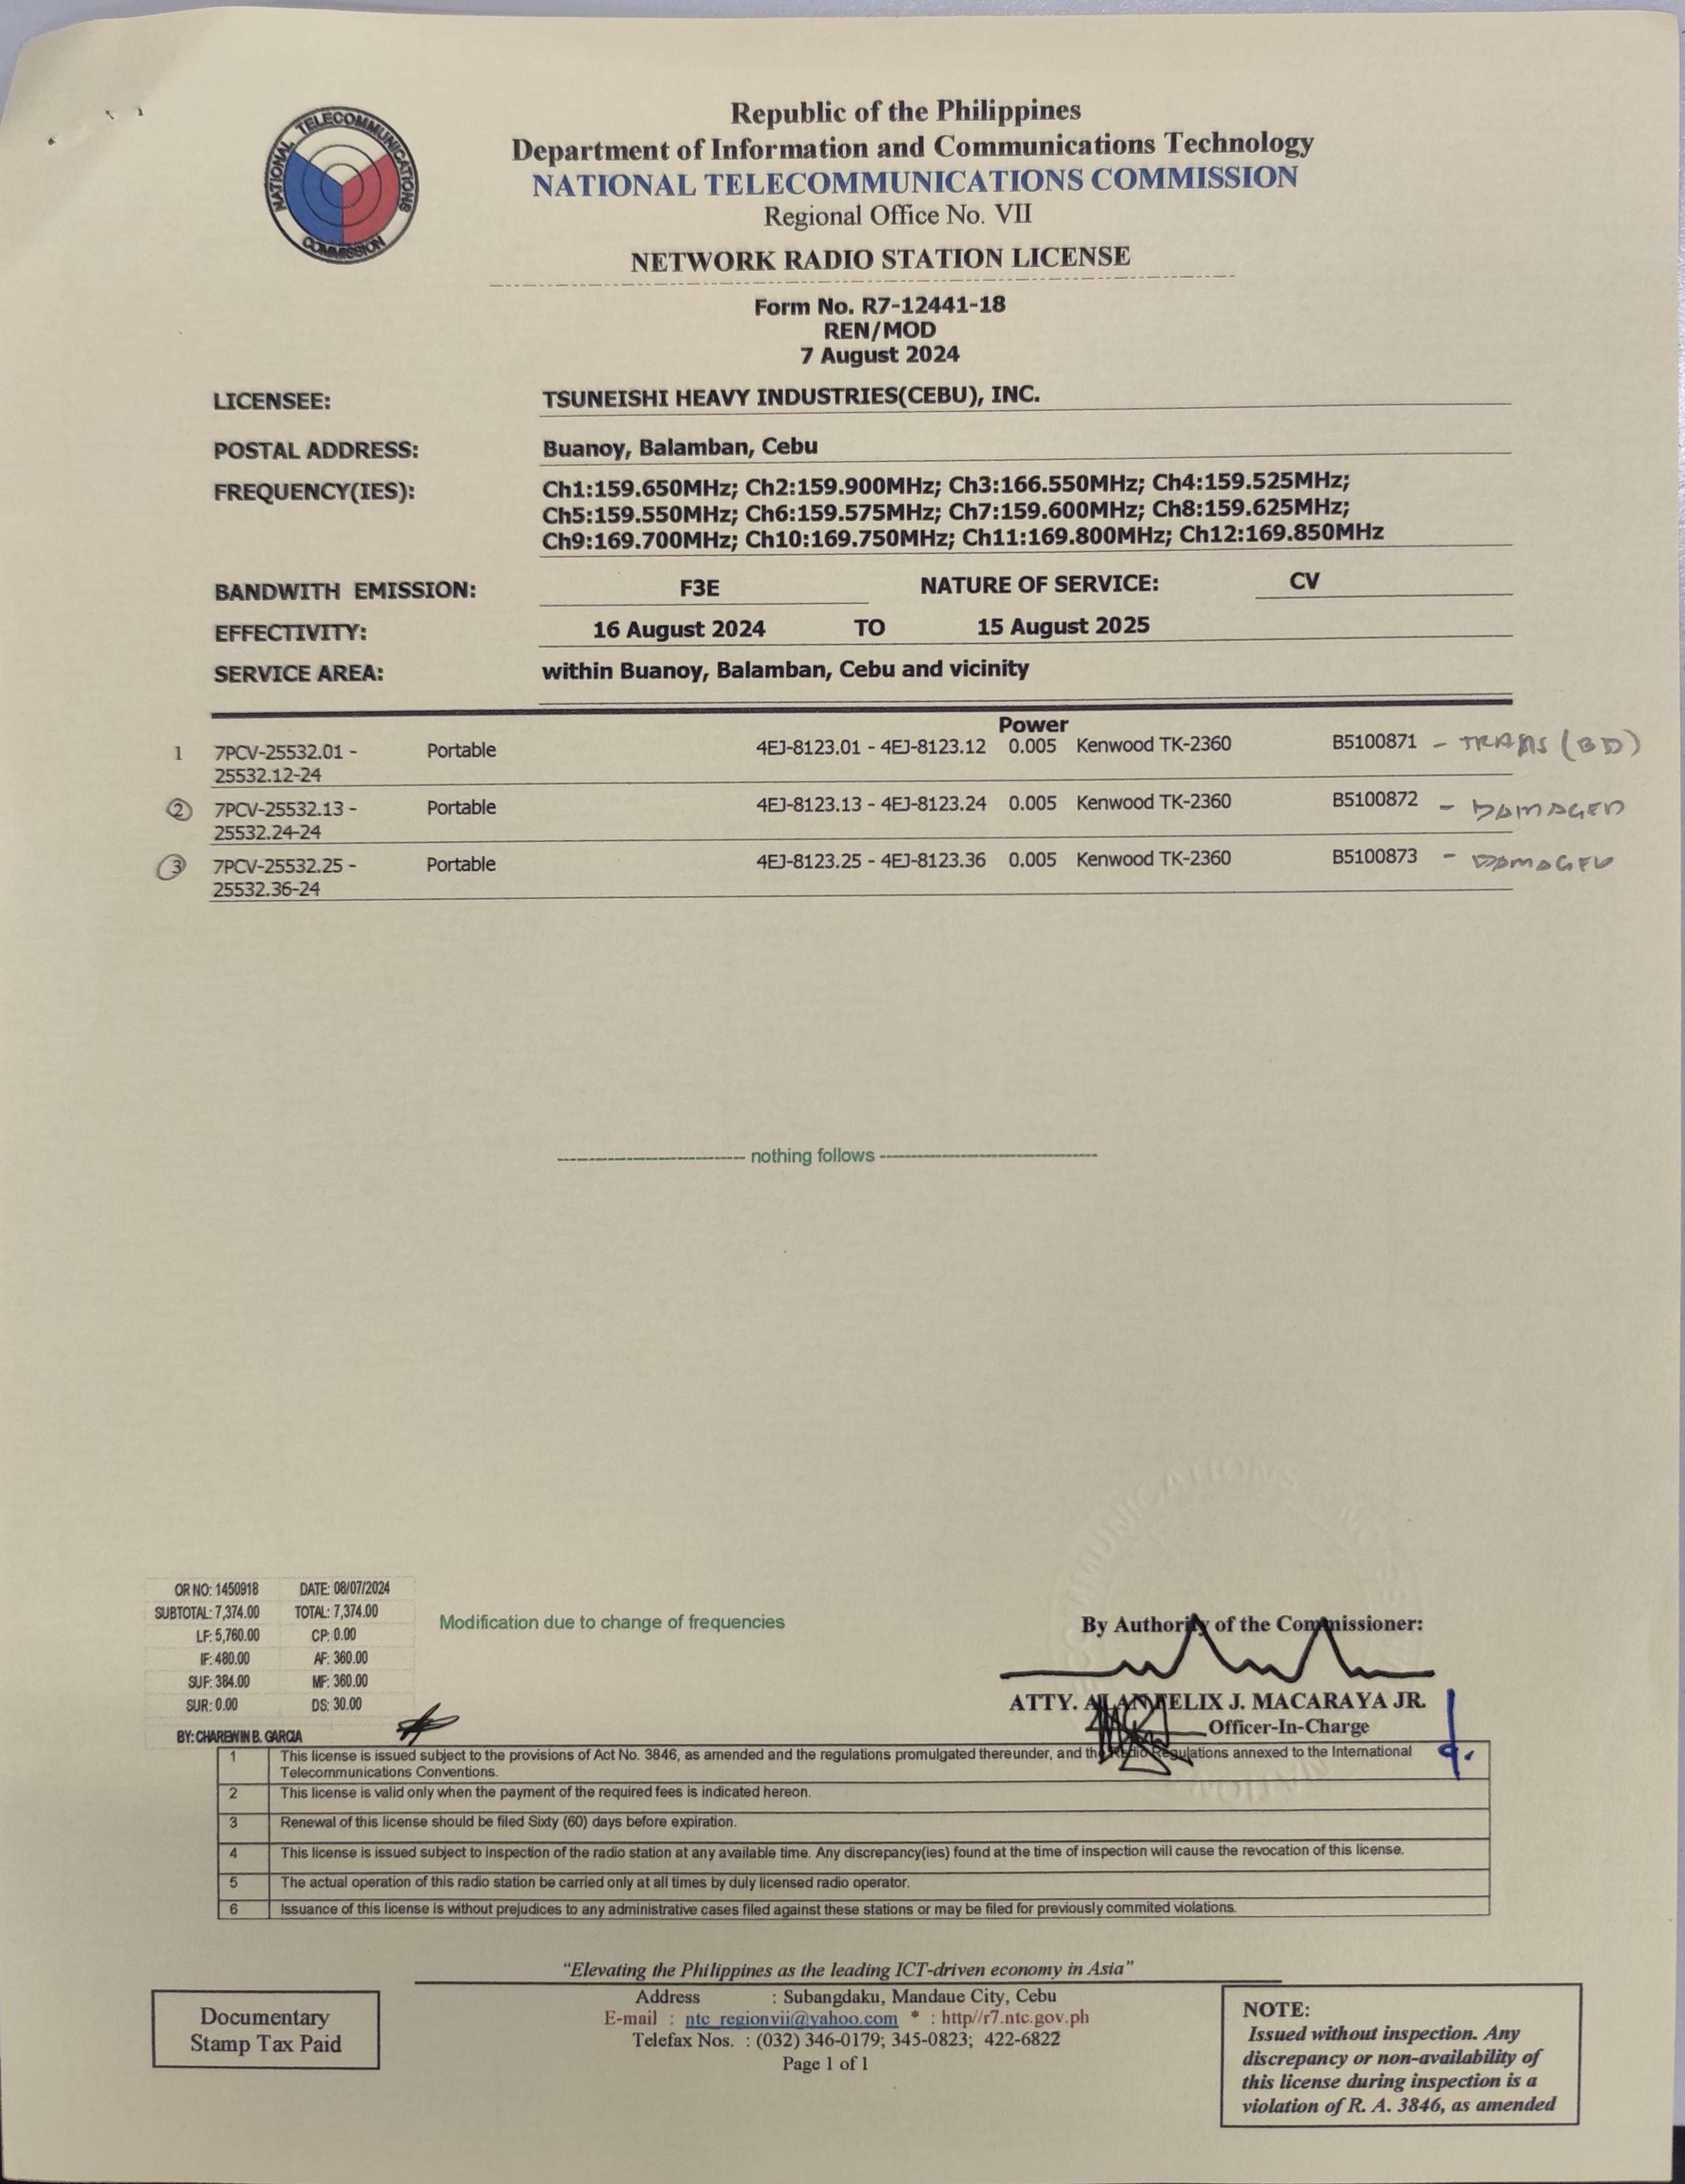 NATIONAL TELECOMMUNICATIONS COMMISSION
Republic of the Philippines
Department of Information and Communications Technology
NATIONAL TELECOMMUNICATIONS COMMISSION
Regional Office No. VII
NETWORK RADIO STATION LICENSE
Form No. R7-12441-18
REN/MOD
7 August 2024
LICENSEE: TSUNEISHI HEAVY INDUSTRIES(CEBU), INC.
POSTAL ADDRESS: Buanoy, Balamban, Cebu
FREQUENCY(IES): Ch1:159.650MHz; Ch2:159.900MHz; Ch3:166.550MHz; Ch4:159.525MHz;
Ch5:159.550MHz; Ch6:159.575MHz; Ch7:159.600MHz; Ch8:159.625MHz;
Ch9:169.700MHz; Ch10:169.750MHz; Ch11:169.800MHz; Ch12:169.850MHz
BANDWITH EMISSION: F3E NATURE OF SERVICE: CV
EFFECTIVITY: 16 August 2024 TO 15 August 2025
SERVICE AREA: within Buanoy, Balamban, Cebu and vicinity
Power
1 7PCV-25532.01 - Portable 4EJ-8123.01 - 4EJ-8123.12 0.005 Kenwood TK-2360 B5100871 - TRANS (BD)
25532.12-24
2 7PCV-25532.13 - Portable 4EJ-8123.13 - 4EJ-8123.24 0.005 Kenwood TK-2360 B5100872 - DAMAGED
25532.24-24
3 7PCV-25532.25 - Portable 4EJ-8123.25 - 4EJ-8123.36 0.005 Kenwood TK-2360 B5100873 - DAMAGED
25532.36-24
---------------------------- nothing follows --------------------------------
OR NO: 1450918 DATE: 08/07/2024
SUBTOTAL: 7,374.00 TOTAL: 7,374.00
LF: 5,760.00 CP: 0.00
IF: 480.00 AF: 360.00
SUF: 384.00 MF: 360.00
SUR: 0.00 DS: 30.00
BY: CHAREWIN B. GARCIA
Modification due to change of frequencies
By Authority of the Commissioner:
ATTY. ALAN FELIX J. MACARAYA JR.
Officer-In-Charge
1 This license is issued subject to the provisions of Act No. 3846, as amended and the regulations promulgated thereunder, and the Radio Regulations annexed to the International
Telecommunications Conventions.
2 This license is valid only when the payment of the required fees is indicated hereon.
3 Renewal of this license should be filed Sixty (60) days before expiration.
4 This license is issued subject to inspection of the radio station at any available time. Any discrepancy(ies) found at the time of inspection will cause the revocation of this license.
5 The actual operation of this radio station be carried only at all times by duly licensed radio operator.
6 Issuance of this license is without prejudices to any administrative cases filed against these stations or may be filed for previously commited violations.
“Elevating the Philippines as the leading ICT-driven economy in Asia”
Address : Subangdaku, Mandaue City, Cebu
E-mail : ntc_regionvii@yahoo.com * : http//r7.ntc.gov.ph
Telefax Nos. : (032) 346-0179; 345-0823; 422-6822
Page 1 of 1
Documentary
Stamp Tax Paid
NOTE:
Issued without inspection. Any
discrepancy or non-availability of
this license during inspection is a
violation of R. A. 3846, as amended